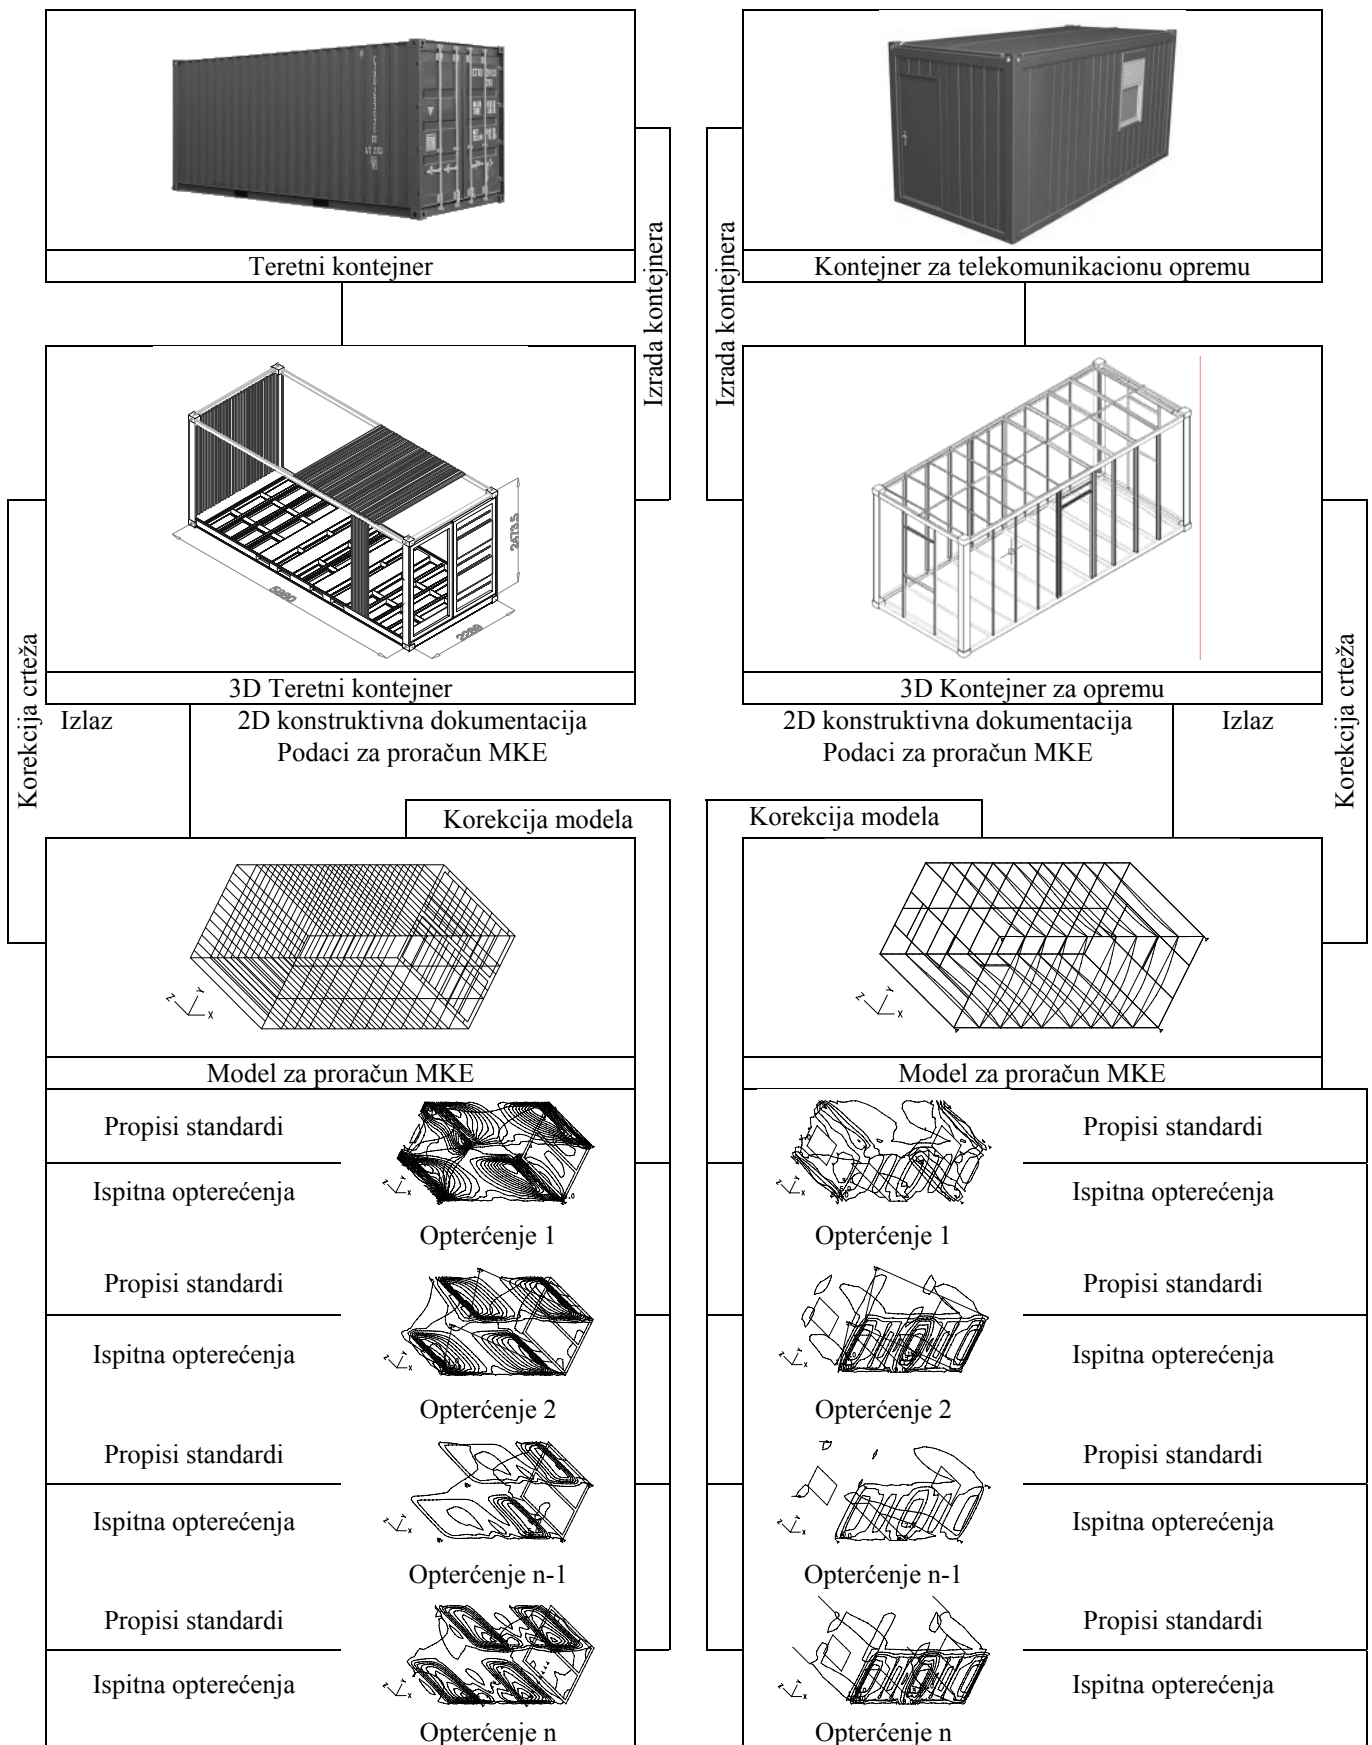 Teretni kontejner
Izrada kontejnera
3D Teretni kontejner
2D konstruktivna dokumentacija
Podaci za proračun MKE
Izlaz
Korekcija crteža
Korekcija modela
Z Y X
Model za proračun MKE
Propisi standardi
Ispitna opterećenja
Opterćenje 1
Propisi standardi
Ispitna opterećenja
Opterćenje 2
Propisi standardi
Ispitna opterećenja
Opterćenje n-1
Propisi standardi
Ispitna opterećenja
Opterćenje n
Kontejner za telekomunikacionu opremu
Izrada kontejnera
3D Kontejner za opremu
2D konstruktivna dokumentacija
Podaci za proračun MKE
Izlaz
Korekcija crteža
Korekcija modela
Z Y X
Model za proračun MKE
Propisi standardi
Ispitna opterećenja
Opterćenje 1
Propisi standardi
Ispitna opterećenja
Opterćenje 2
Propisi standardi
Ispitna opterećenja
Opterćenje n-1
Propisi standardi
Ispitna opterećenja
Opterćenje n